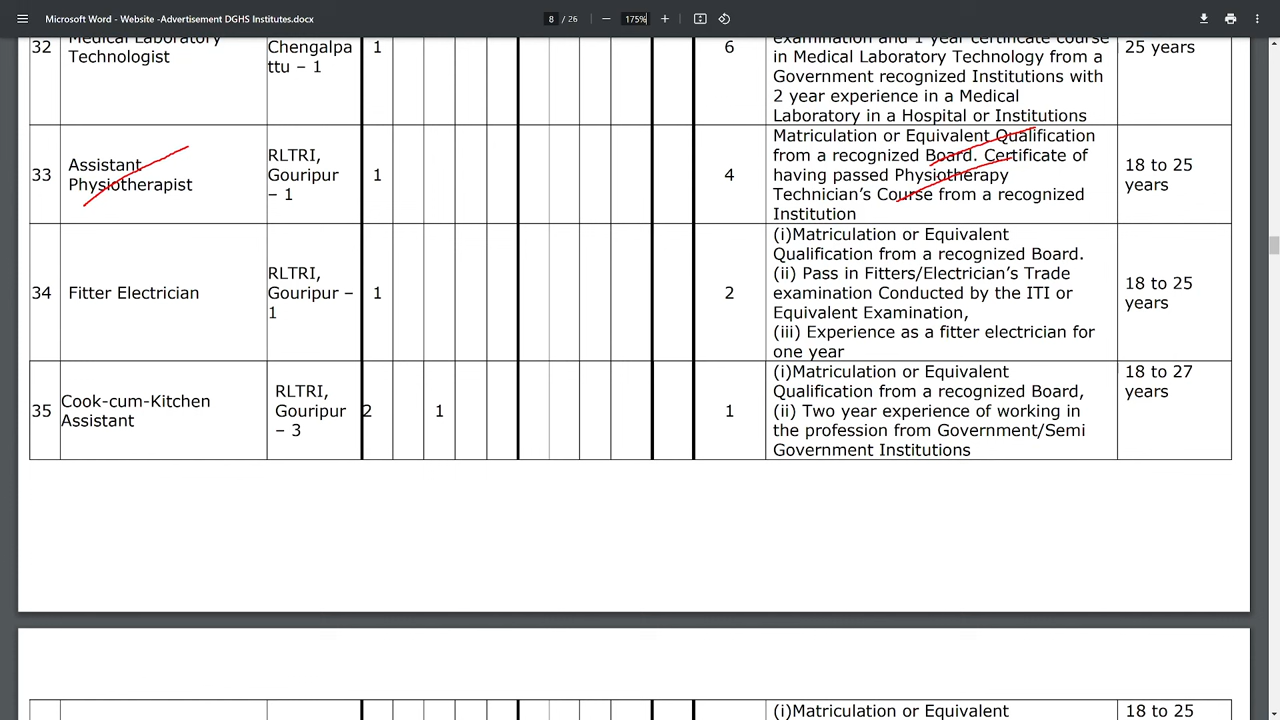 Microsoft Word - Website -Advertisement DGHS Institutes.docx
8 / 26
175%
32
Medical Laboratory
Technologist
Chengalpa
ttu – 1
1
6
examination and 1 year certificate course
in Medical Laboratory Technology from a
Government recognized Institutions with
2 year experience in a Medical
Laboratory in a Hospital or Institutions
25 years
33
Assistant
Physiotherapist
RLTRI,
Gouripur
– 1
1
4
Matriculation or Equivalent Qualification
from a recognized Board. Certificate of
having passed Physiotherapy
Technician’s Course from a recognized
Institution
18 to 25
years
34
Fitter Electrician
RLTRI,
Gouripur –
1
1
2
(i)Matriculation or Equivalent
Qualification from a recognized Board.
(ii) Pass in Fitters/Electrician’s Trade
examination Conducted by the ITI or
Equivalent Examination,
(iii) Experience as a fitter electrician for
one year
18 to 25
years
35
Cook-cum-Kitchen
Assistant
RLTRI,
Gouripur
– 3
2
1
1
(i)Matriculation or Equivalent
Qualification from a recognized Board,
(ii) Two year experience of working in
the profession from Government/Semi
Government Institutions
18 to 27
years
(i)Matriculation or Equivalent
18 to 25